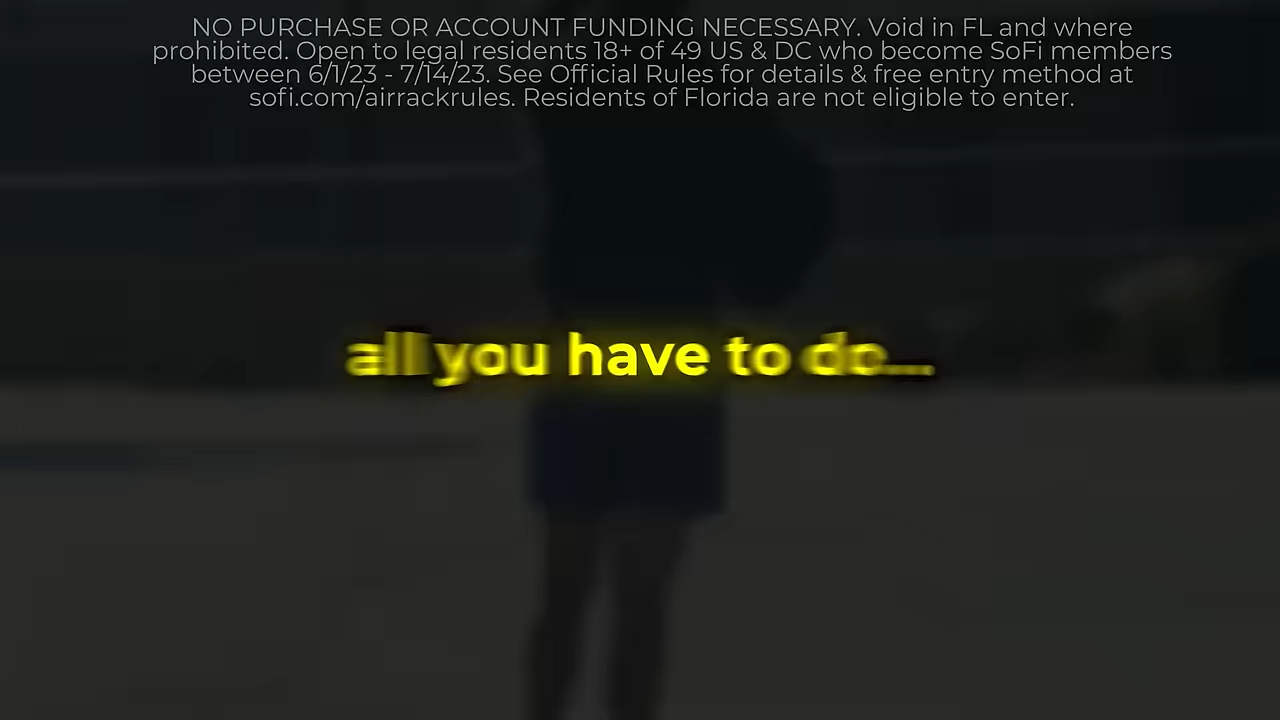 NO PURCHASE OR ACCOUNT FUNDING NECESSARY. Void in FL and where
prohibited. Open to legal residents 18+ of 49 US & DC who become SoFi members
between 6/1/23 - 7/14/23. See Official Rules for details & free entry method at
sofi.com/airrackrules. Residents of Florida are not eligible to enter.
all you have to do...